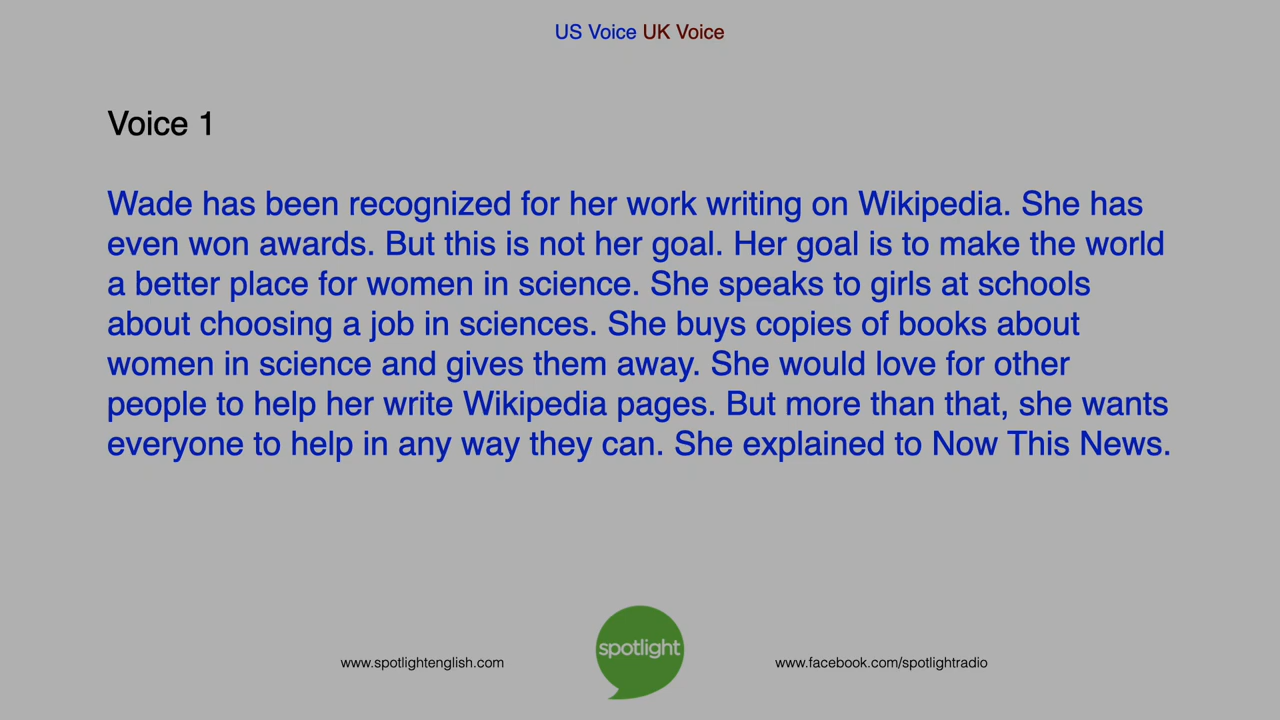 US Voice UK Voice
Voice 1
Wade has been recognized for her work writing on Wikipedia. She has
even won awards. But this is not her goal. Her goal is to make the world
a better place for women in science. She speaks to girls at schools
about choosing a job in sciences. She buys copies of books about
women in science and gives them away. She would love for other
people to help her write Wikipedia pages. But more than that, she wants
everyone to help in any way they can. She explained to Now This News.
www.spotlightenglish.com
spotlight
www.facebook.com/spotlightradio